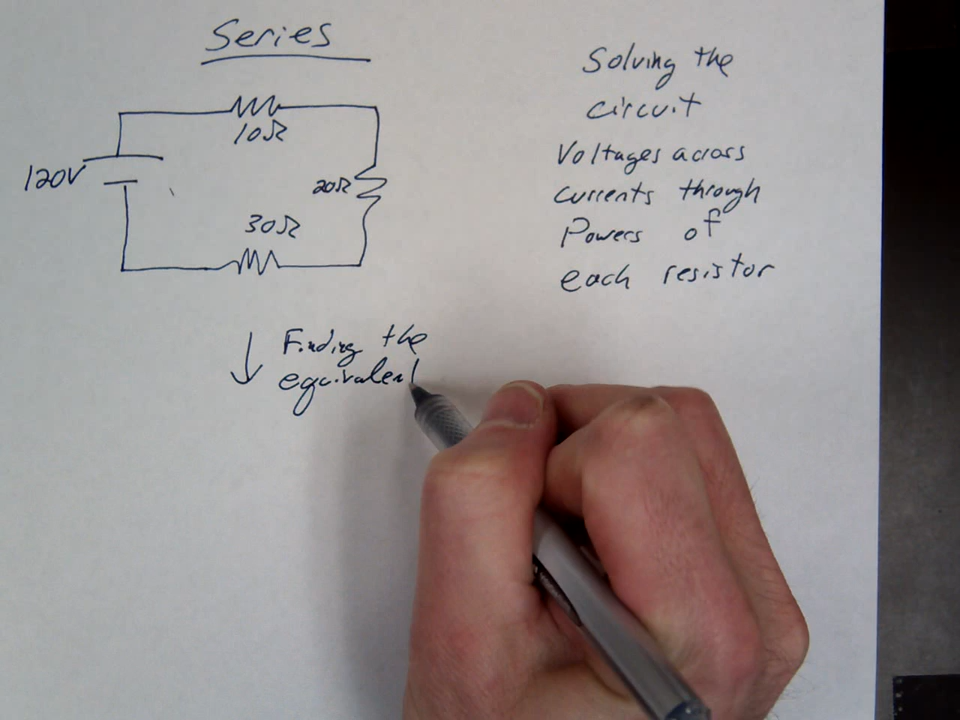 Series
10Ω
120V
20Ω
30Ω
Solving the
circuit
Voltages across
currents through
Powers of
each resistor
Finding the
equivalent